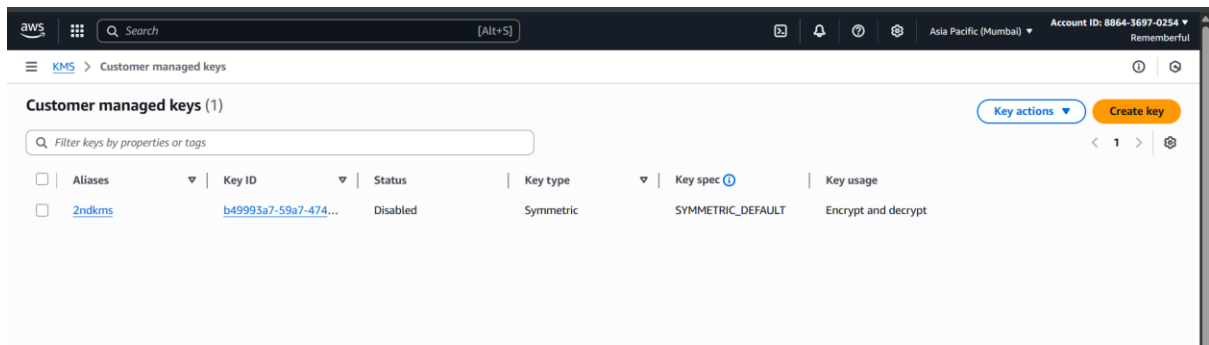 aws Search [Alt+S] Asia Pacific (Mumbai) ▼ Account ID: 8864-3697-0254 ▼
Rememberful
KMS > Customer managed keys
Customer managed keys (1) Key actions ▼ Create key
Filter keys by properties or tags < 1 >
Aliases Key ID Status Key type Key spec Key usage
2ndkms b49993a7-59a7-474... Disabled Symmetric SYMMETRIC_DEFAULT Encrypt and decrypt